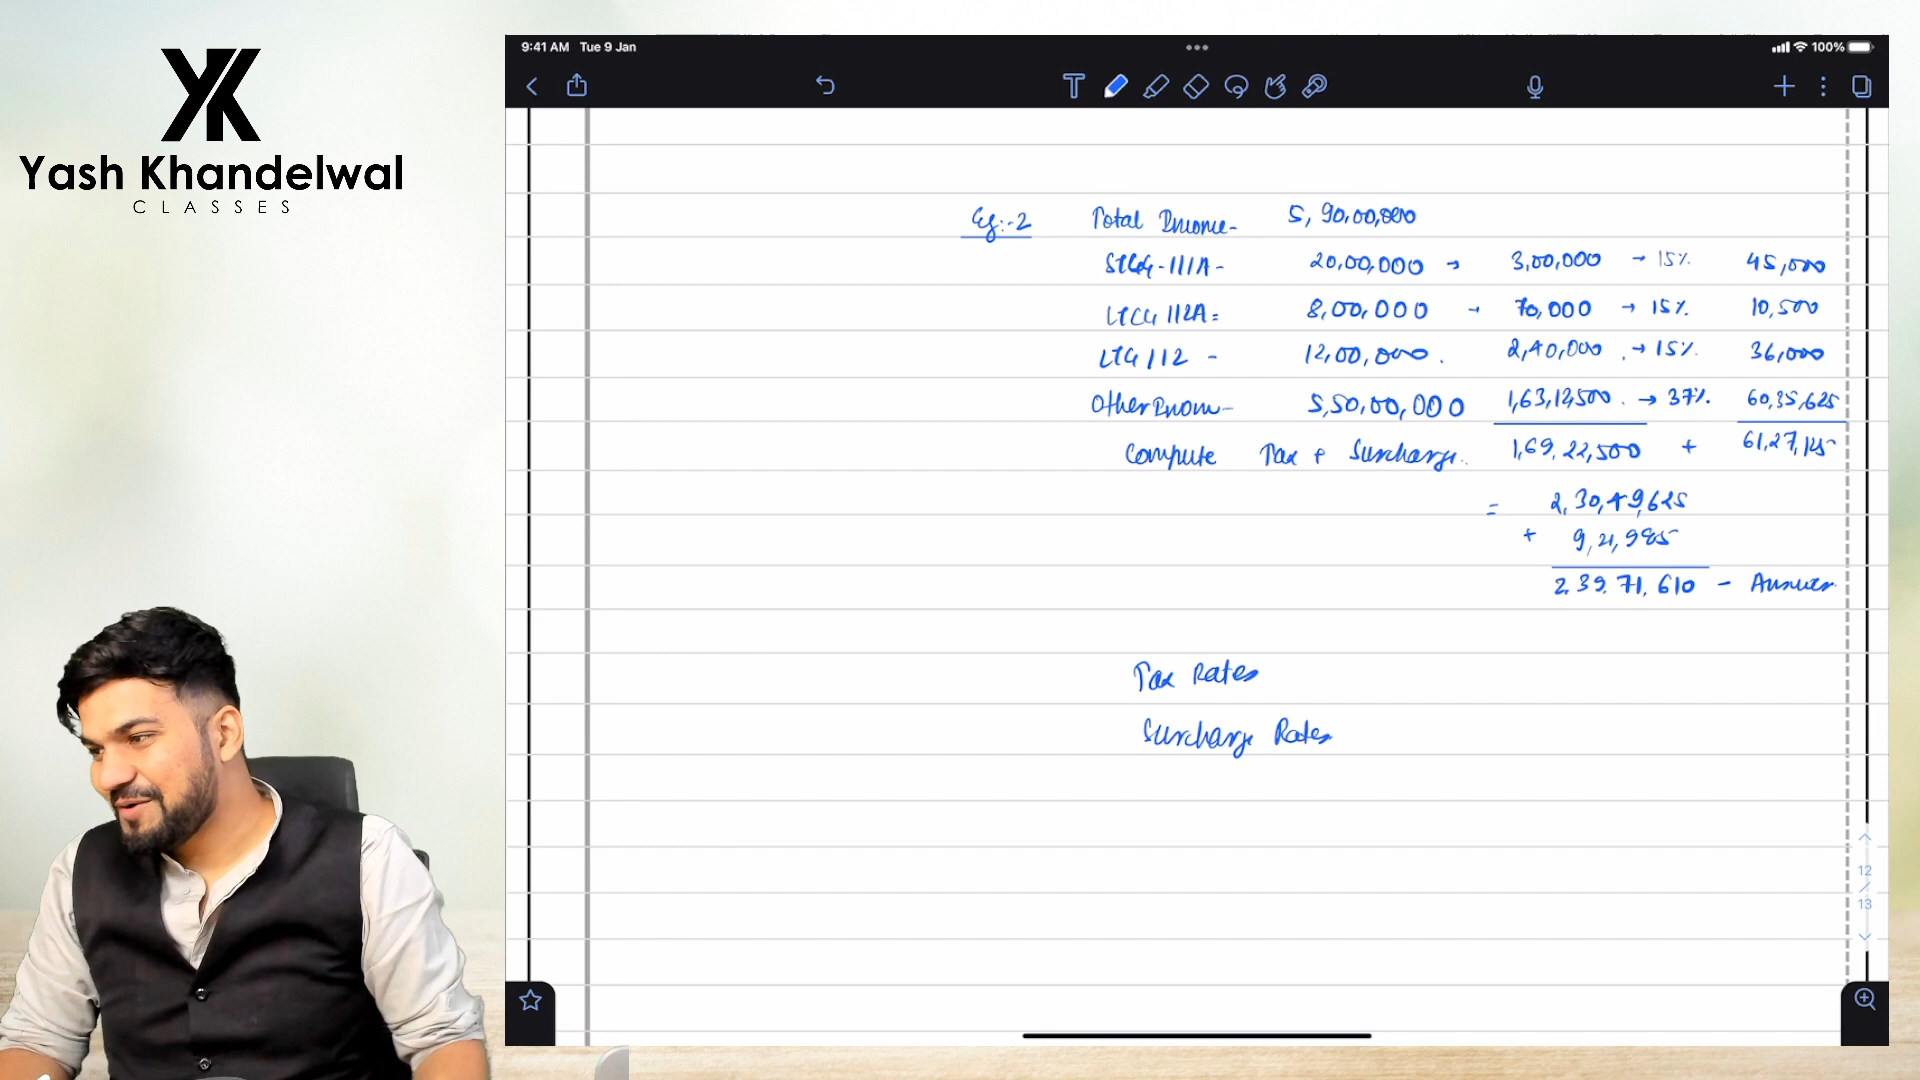 Yash Khandelwal
CLASSES
9:41 AM Tue 9 Jan
100%
Eg:-2 Total Income- 5,90,00,000
STCG-111A- 20,00,000 → 3,00,000 → 15% 45,000
LTCG 112A = 8,00,000 → 70,000 → 15% 10,500
LTCG 112 - 12,00,000. 2,40,000 → 15% 36,000
Other Income- 5,50,00,000 1,63,12,500 → 37% 60,35,625
Compute Tax + Surcharge. 1,69,22,500 + 61,27,125
= 2,30,49,625
+ 9,21,985
2,39,71,610 - Answer
Tax Rates
Surcharge Rates
12
/
13